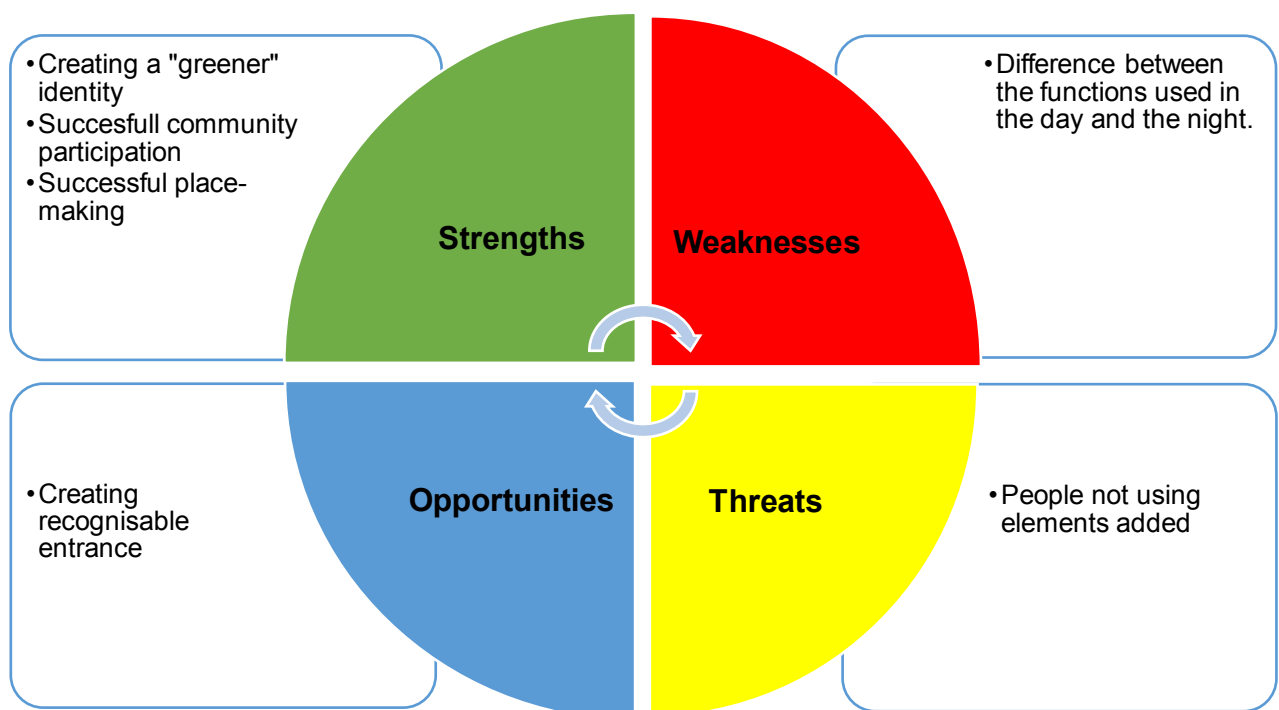 •Creating a "greener"
identity
•Succesfull community
participation
•Successful place-
making
Strengths
Weaknesses
•Difference between
the functions used in
the day and the night.
•Creating
recognisable
entrance
Opportunities
Threats
•People not using
elements added